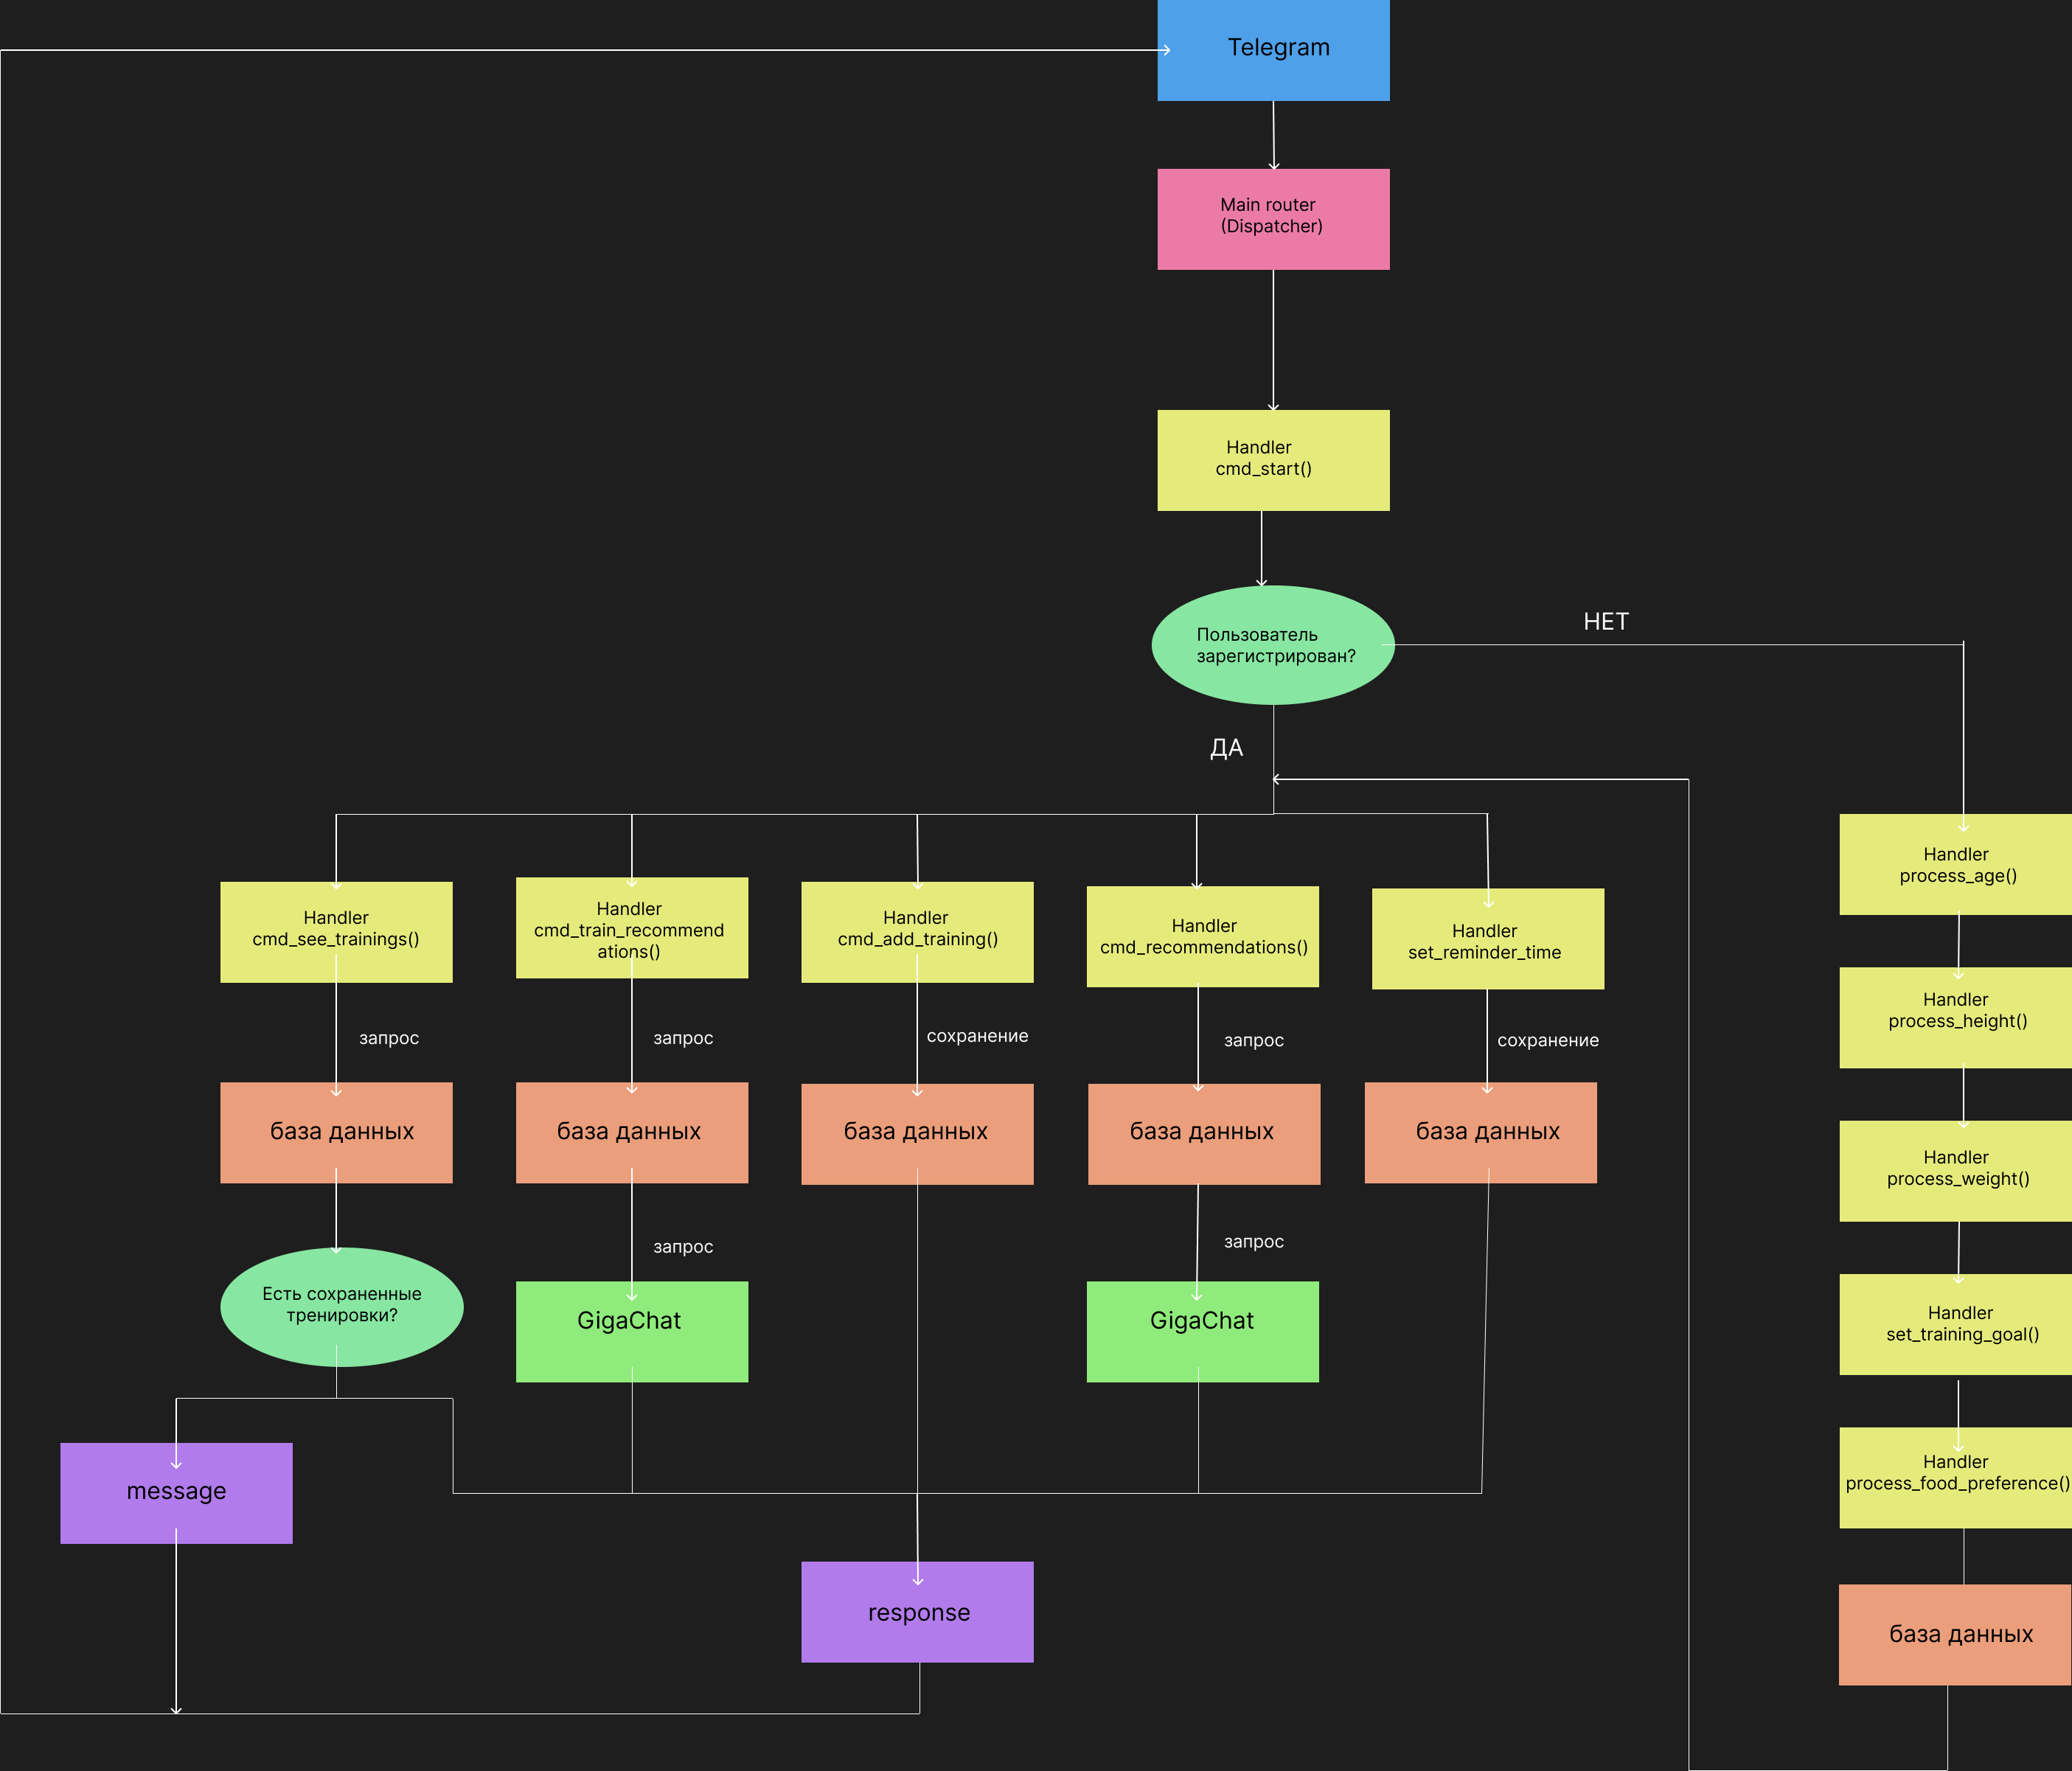 Telegram
Main router
(Dispatcher)
Handler
cmd_start()
Пользователь
зарегистрирован?
НЕТ
ДА
Handler
cmd_see_trainings()
Handler
cmd_train_recommend
ations()
Handler
cmd_add_training()
Handler
cmd_recommendations()
Handler
set_reminder_time
запрос
запрос
сохранение
запрос
сохранение
база данных
база данных
база данных
база данных
база данных
Есть сохраненные
тренировки?
запрос
GigaChat
запрос
GigaChat
message
response
Handler
process_age()
Handler
process_height()
Handler
process_weight()
Handler
set_training_goal()
Handler
process_food_preference()
база данных